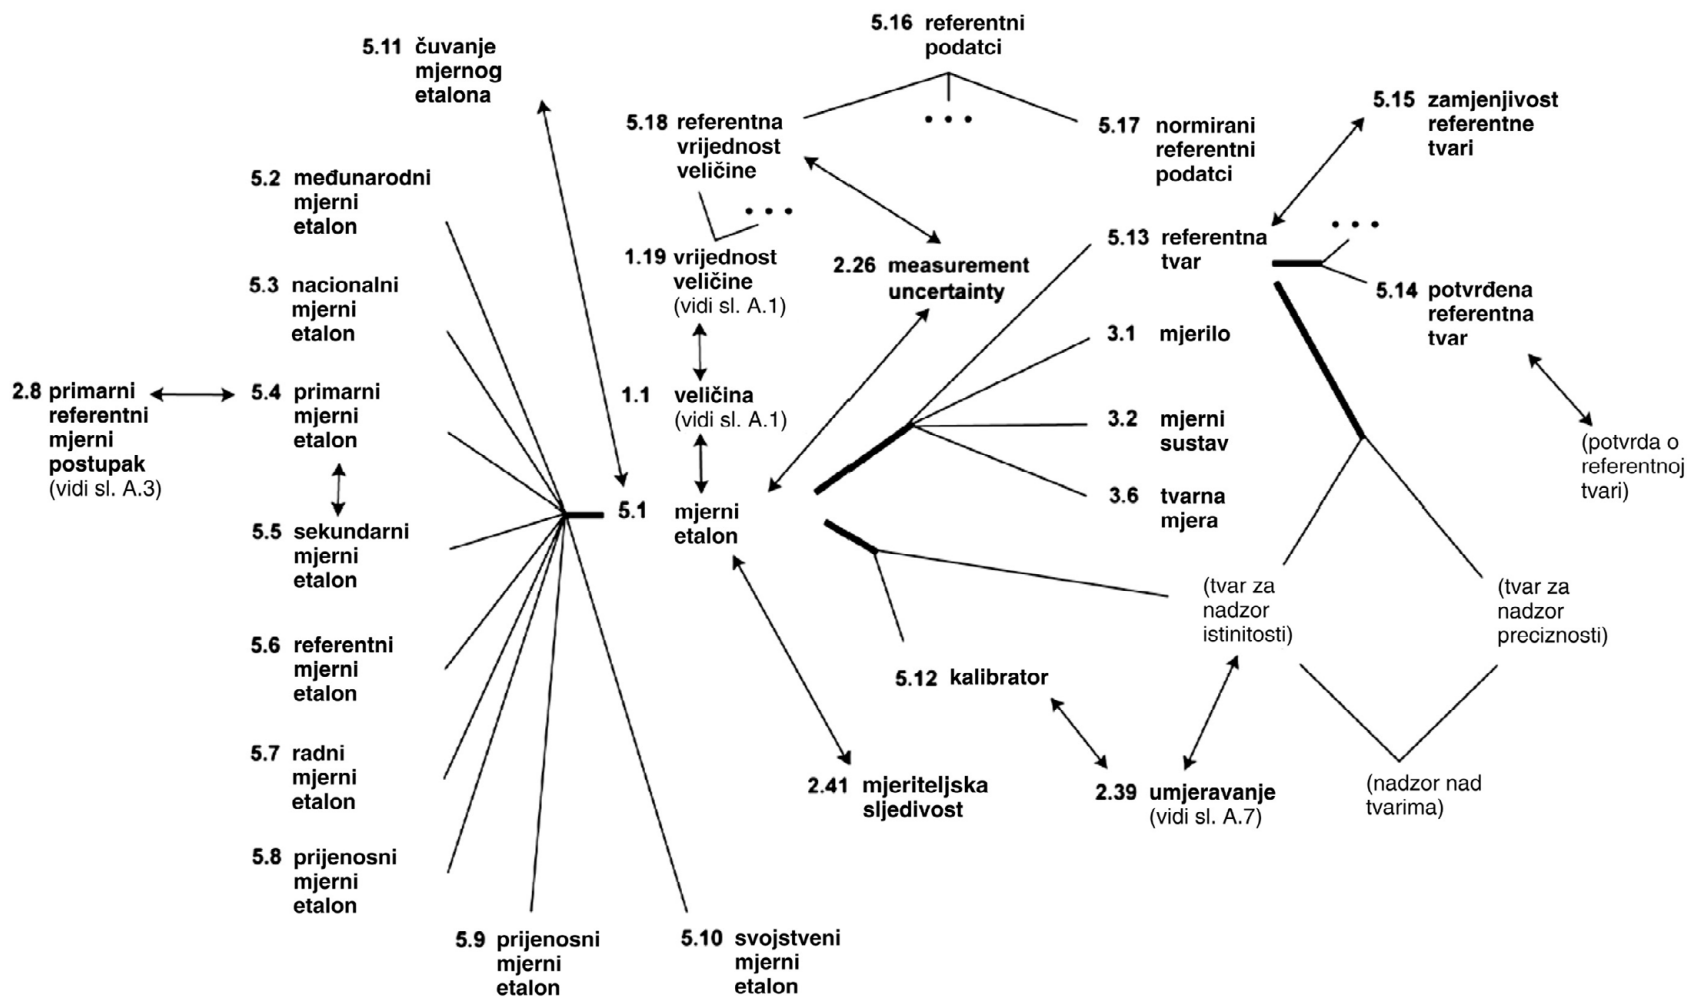 5.16 referentni
podatci
5.11 čuvanje
mjernog
etalona
5.18 referentna
vrijednost
veličine
5.17 normirani
referentni
podatci
5.15 zamjenjivost
referentne
tvari
5.2 međunarodni
mjerni
etalon
1.19 vrijednost
veličine
(vidi sl. A.1)
2.26 measurement
uncertainty
5.13 referentna
tvar
5.14 potvrđena
referentna
tvar
5.3 nacionalni
mjerni
etalon
3.1 mjerilo
2.8 primarni
referentni
mjerni
postupak
(vidi sl. A.3)
5.4 primarni
mjerni
etalon
1.1 veličina
(vidi sl. A.1)
3.2 mjerni
sustav
(potvrda o
referentnoj
tvari)
3.6 tvarna
mjera
5.1 mjerni
etalon
5.5 sekundarni
mjerni
etalon
(tvar za
nadzor
istinitosti)
(tvar za
nadzor
preciznosti)
5.6 referentni
mjerni
etalon
5.12 kalibrator
5.7 radni
mjerni
etalon
2.41 mjeriteljska
sljedivost
2.39 umjeravanje
(vidi sl. A.7)
(nadzor nad
tvarima)
5.8 prijenosni
mjerni
etalon
5.9 prijenosni
mjerni
etalon
5.10 svojstveni
mjerni
etalon